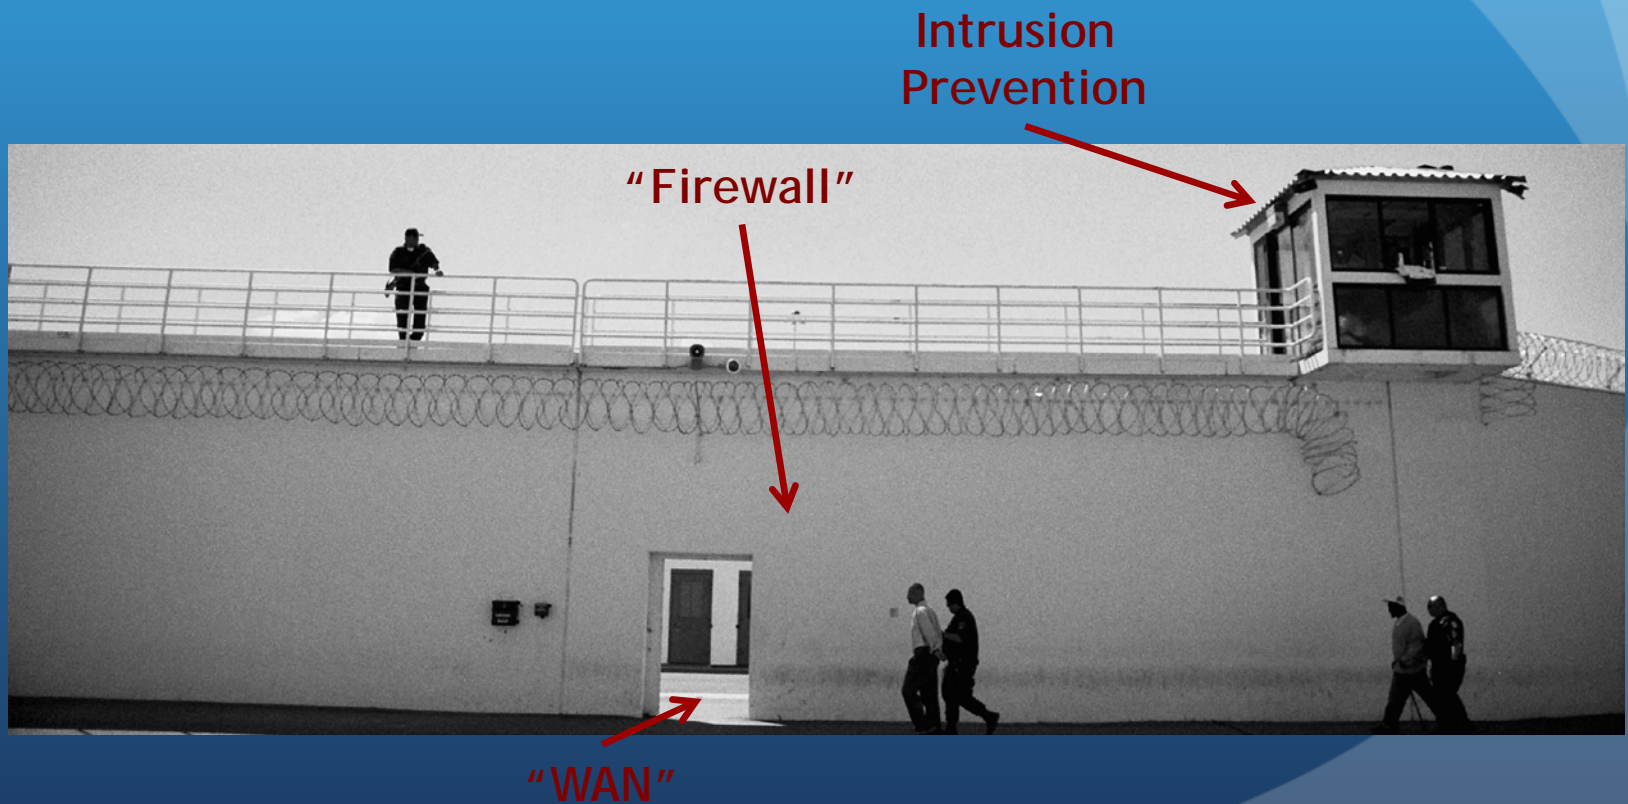 Intrusion
Prevention
“Firewall”
“WAN”